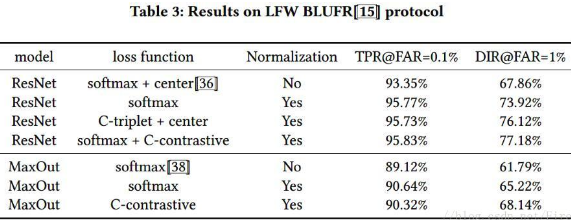 Table 3: Results on LFW BLUFR[15] protocol
model loss function Normalization TPR@FAR=0.1% DIR@FAR=1%
ResNet softmax + center[36] No 93.35% 67.86%
ResNet softmax Yes 95.77% 73.92%
ResNet C-triplet + center Yes 95.73% 76.12%
ResNet softmax + C-contrastive Yes 95.83% 77.18%
MaxOut softmax[38] No 89.12% 61.79%
MaxOut softmax Yes 90.64% 65.22%
MaxOut C-contrastive Yes 90.32% 68.14%